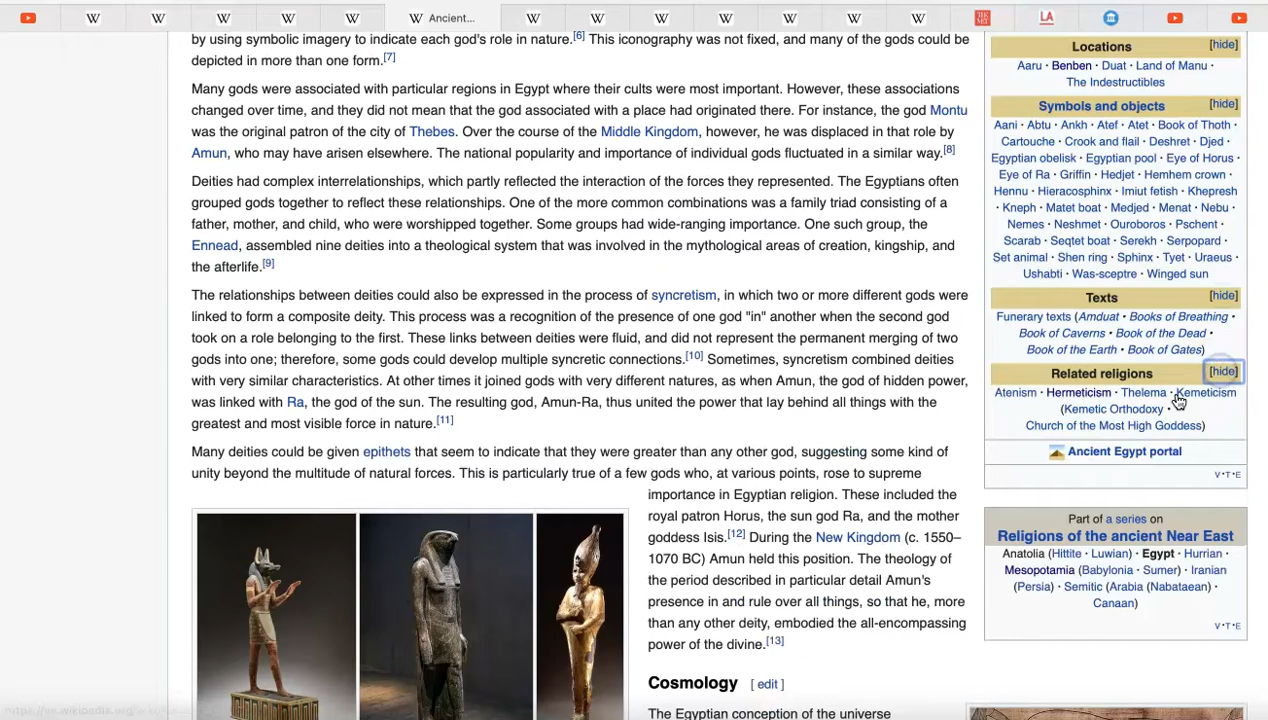 Ancient...
by using symbolic imagery to indicate each god's role in nature.[6] This iconography was not fixed, and many of the gods could be
depicted in more than one form.[7]
Many gods were associated with particular regions in Egypt where their cults were most important. However, these associations
changed over time, and they did not mean that the god associated with a place had originated there. For instance, the god Montu
was the original patron of the city of Thebes. Over the course of the Middle Kingdom, however, he was displaced in that role by
Amun, who may have arisen elsewhere. The national popularity and importance of individual gods fluctuated in a similar way.[8]
Deities had complex interrelationships, which partly reflected the interaction of the forces they represented. The Egyptians often
grouped gods together to reflect these relationships. One of the more common combinations was a family triad consisting of a
father, mother, and child, who were worshipped together. Some groups had wide-ranging importance. One such group, the
Ennead, assembled nine deities into a theological system that was involved in the mythological areas of creation, kingship, and
the afterlife.[9]
The relationships between deities could also be expressed in the process of syncretism, in which two or more different gods were
linked to form a composite deity. This process was a recognition of the presence of one god "in" another when the second god
took on a role belonging to the first. These links between deities were fluid, and did not represent the permanent merging of two
gods into one; therefore, some gods could develop multiple syncretic connections.[10] Sometimes, syncretism combined deities
with very similar characteristics. At other times it joined gods with very different natures, as when Amun, the god of hidden power,
was linked with Ra, the god of the sun. The resulting god, Amun-Ra, thus united the power that lay behind all things with the
greatest and most visible force in nature.[11]
Many deities could be given epithets that seem to indicate that they were greater than any other god, suggesting some kind of
unity beyond the multitude of natural forces. This is particularly true of a few gods who, at various points, rose to supreme
importance in Egyptian religion. These included the
royal patron Horus, the sun god Ra, and the mother
goddess Isis.[12] During the New Kingdom (c. 1550–
1070 BC) Amun held this position. The theology of
the period described in particular detail Amun's
presence in and rule over all things, so that he, more
than any other deity, embodied the all-encompassing
power of the divine.[13]
Cosmology [ edit ]
The Egyptian conception of the universe
Locations [hide]
Aaru · Benben · Duat · Land of Manu ·
The Indestructibles
Symbols and objects [hide]
Aani · Abtu · Ankh · Atef · Atet · Book of Thoth ·
Cartouche · Crook and flail · Deshret · Djed ·
Egyptian obelisk · Egyptian pool · Eye of Horus ·
Eye of Ra · Griffin · Hedjet · Hemhem crown ·
Hennu · Hieracosphinx · Imiut fetish · Khepresh
· Kneph · Matet boat · Medjed · Menat · Nebu ·
Nemes · Neshmet · Ouroboros · Pschent ·
Scarab · Seqtet boat · Serekh · Serpopard ·
Set animal · Shen ring · Sphinx · Tyet · Uraeus ·
Ushabti · Was-sceptre · Winged sun
Texts [hide]
Funerary texts (Amduat · Books of Breathing ·
Book of Caverns · Book of the Dead ·
Book of the Earth · Book of Gates)
Related religions [hide]
Atenism · Hermeticism · Thelema · Kemeticism
(Kemetic Orthodoxy ·
Church of the Most High Goddess)
Ancient Egypt portal
V·T·E
Part of a series on
Religions of the ancient Near East
Anatolia (Hittite · Luwian) · Egypt · Hurrian ·
Mesopotamia (Babylonia · Sumer) · Iranian
(Persia) · Semitic (Arabia (Nabataean) ·
Canaan)
V·T·E